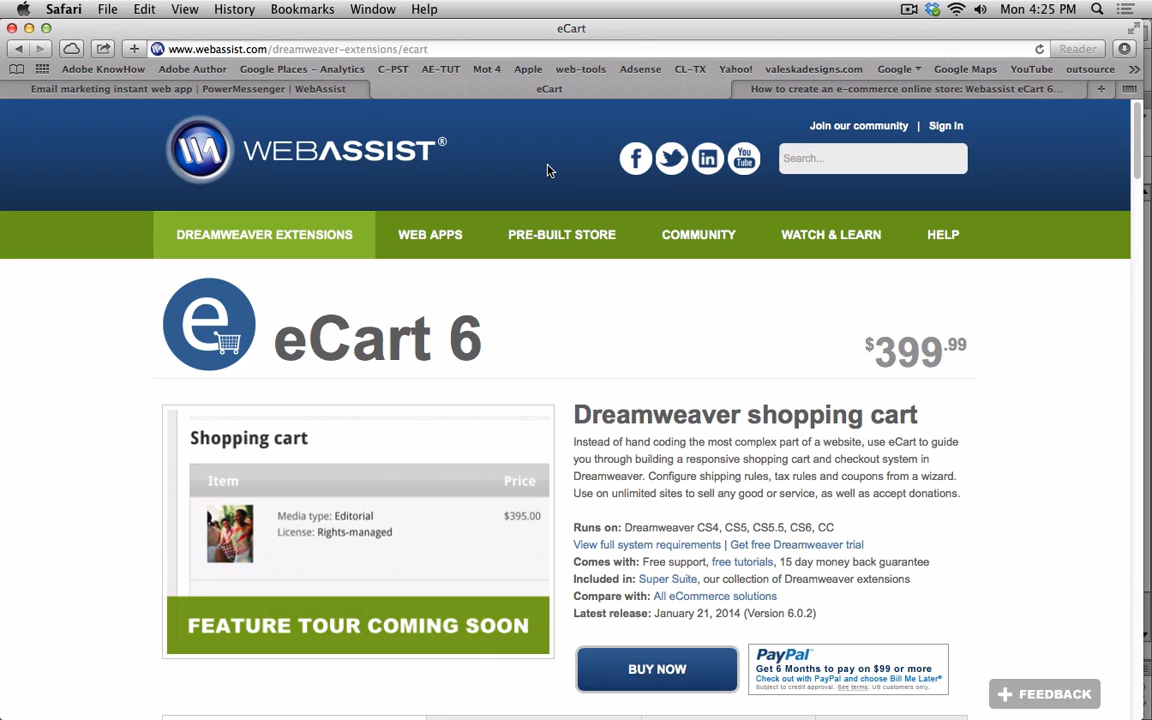 Safari File Edit View History Bookmarks Window Help Mon 4:25 PM
eCart
www.webassist.com/dreamweaver-extensions/ecart Reader
Adobe KnowHow Adobe Author Google Places - Analytics C-PST AE-TUT Mot 4 Apple web-tools Adsense CL-TX Yahoo! valeskadesigns.com Google Google Maps YouTube outsource
Email marketing instant web app | PowerMessenger | WebAssist eCart How to create an e-commerce online store: Webassist eCart 6...
Join our community | Sign In
WEBASSIST®
You Tube
Search...
DREAMWEAVER EXTENSIONS WEB APPS PRE-BUILT STORE COMMUNITY WATCH & LEARN HELP
eCart 6
$399.99
Shopping cart
Item Price
Media type: Editorial $395.00
License: Rights-managed
FEATURE TOUR COMING SOON
Dreamweaver shopping cart
Instead of hand coding the most complex part of a website, use eCart to guide
you through building a responsive shopping cart and checkout system in
Dreamweaver. Configure shipping rules, tax rules and coupons from a wizard.
Use on unlimited sites to sell any good or service, as well as accept donations.
Runs on: Dreamweaver CS4, CS5, CS5.5, CS6, CC
View full system requirements | Get free Dreamweaver trial
Comes with: Free support, free tutorials, 15 day money back guarantee
Included in: Super Suite, our collection of Dreamweaver extensions
Compare with: All eCommerce solutions
Latest release: January 21, 2014 (Version 6.0.2)
BUY NOW
PayPal™
Get 6 Months to pay on $99 or more
Check out with PayPal and choose Bill Me Later®
Subject to credit approval. See terms. US customers only.
+ FEEDBACK